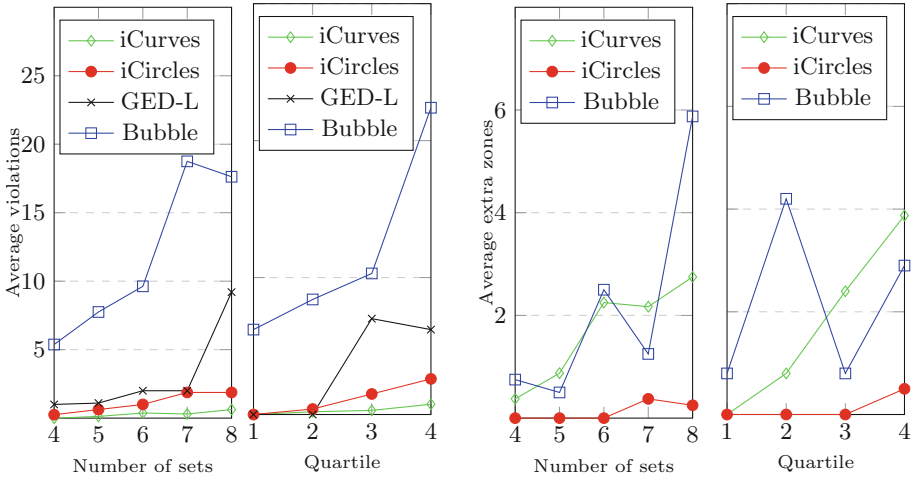 iCurves
iCircles
GED-L
Bubble
25
20
15
10
5
Average violations
4 5 6 7 8
Number of sets
iCurves
iCircles
GED-L
Bubble
1 2 3 4
Quartile
iCurves
iCircles
Bubble
6
4
2
Average extra zones
4 5 6 7 8
Number of sets
iCurves
iCircles
Bubble
1 2 3 4
Quartile